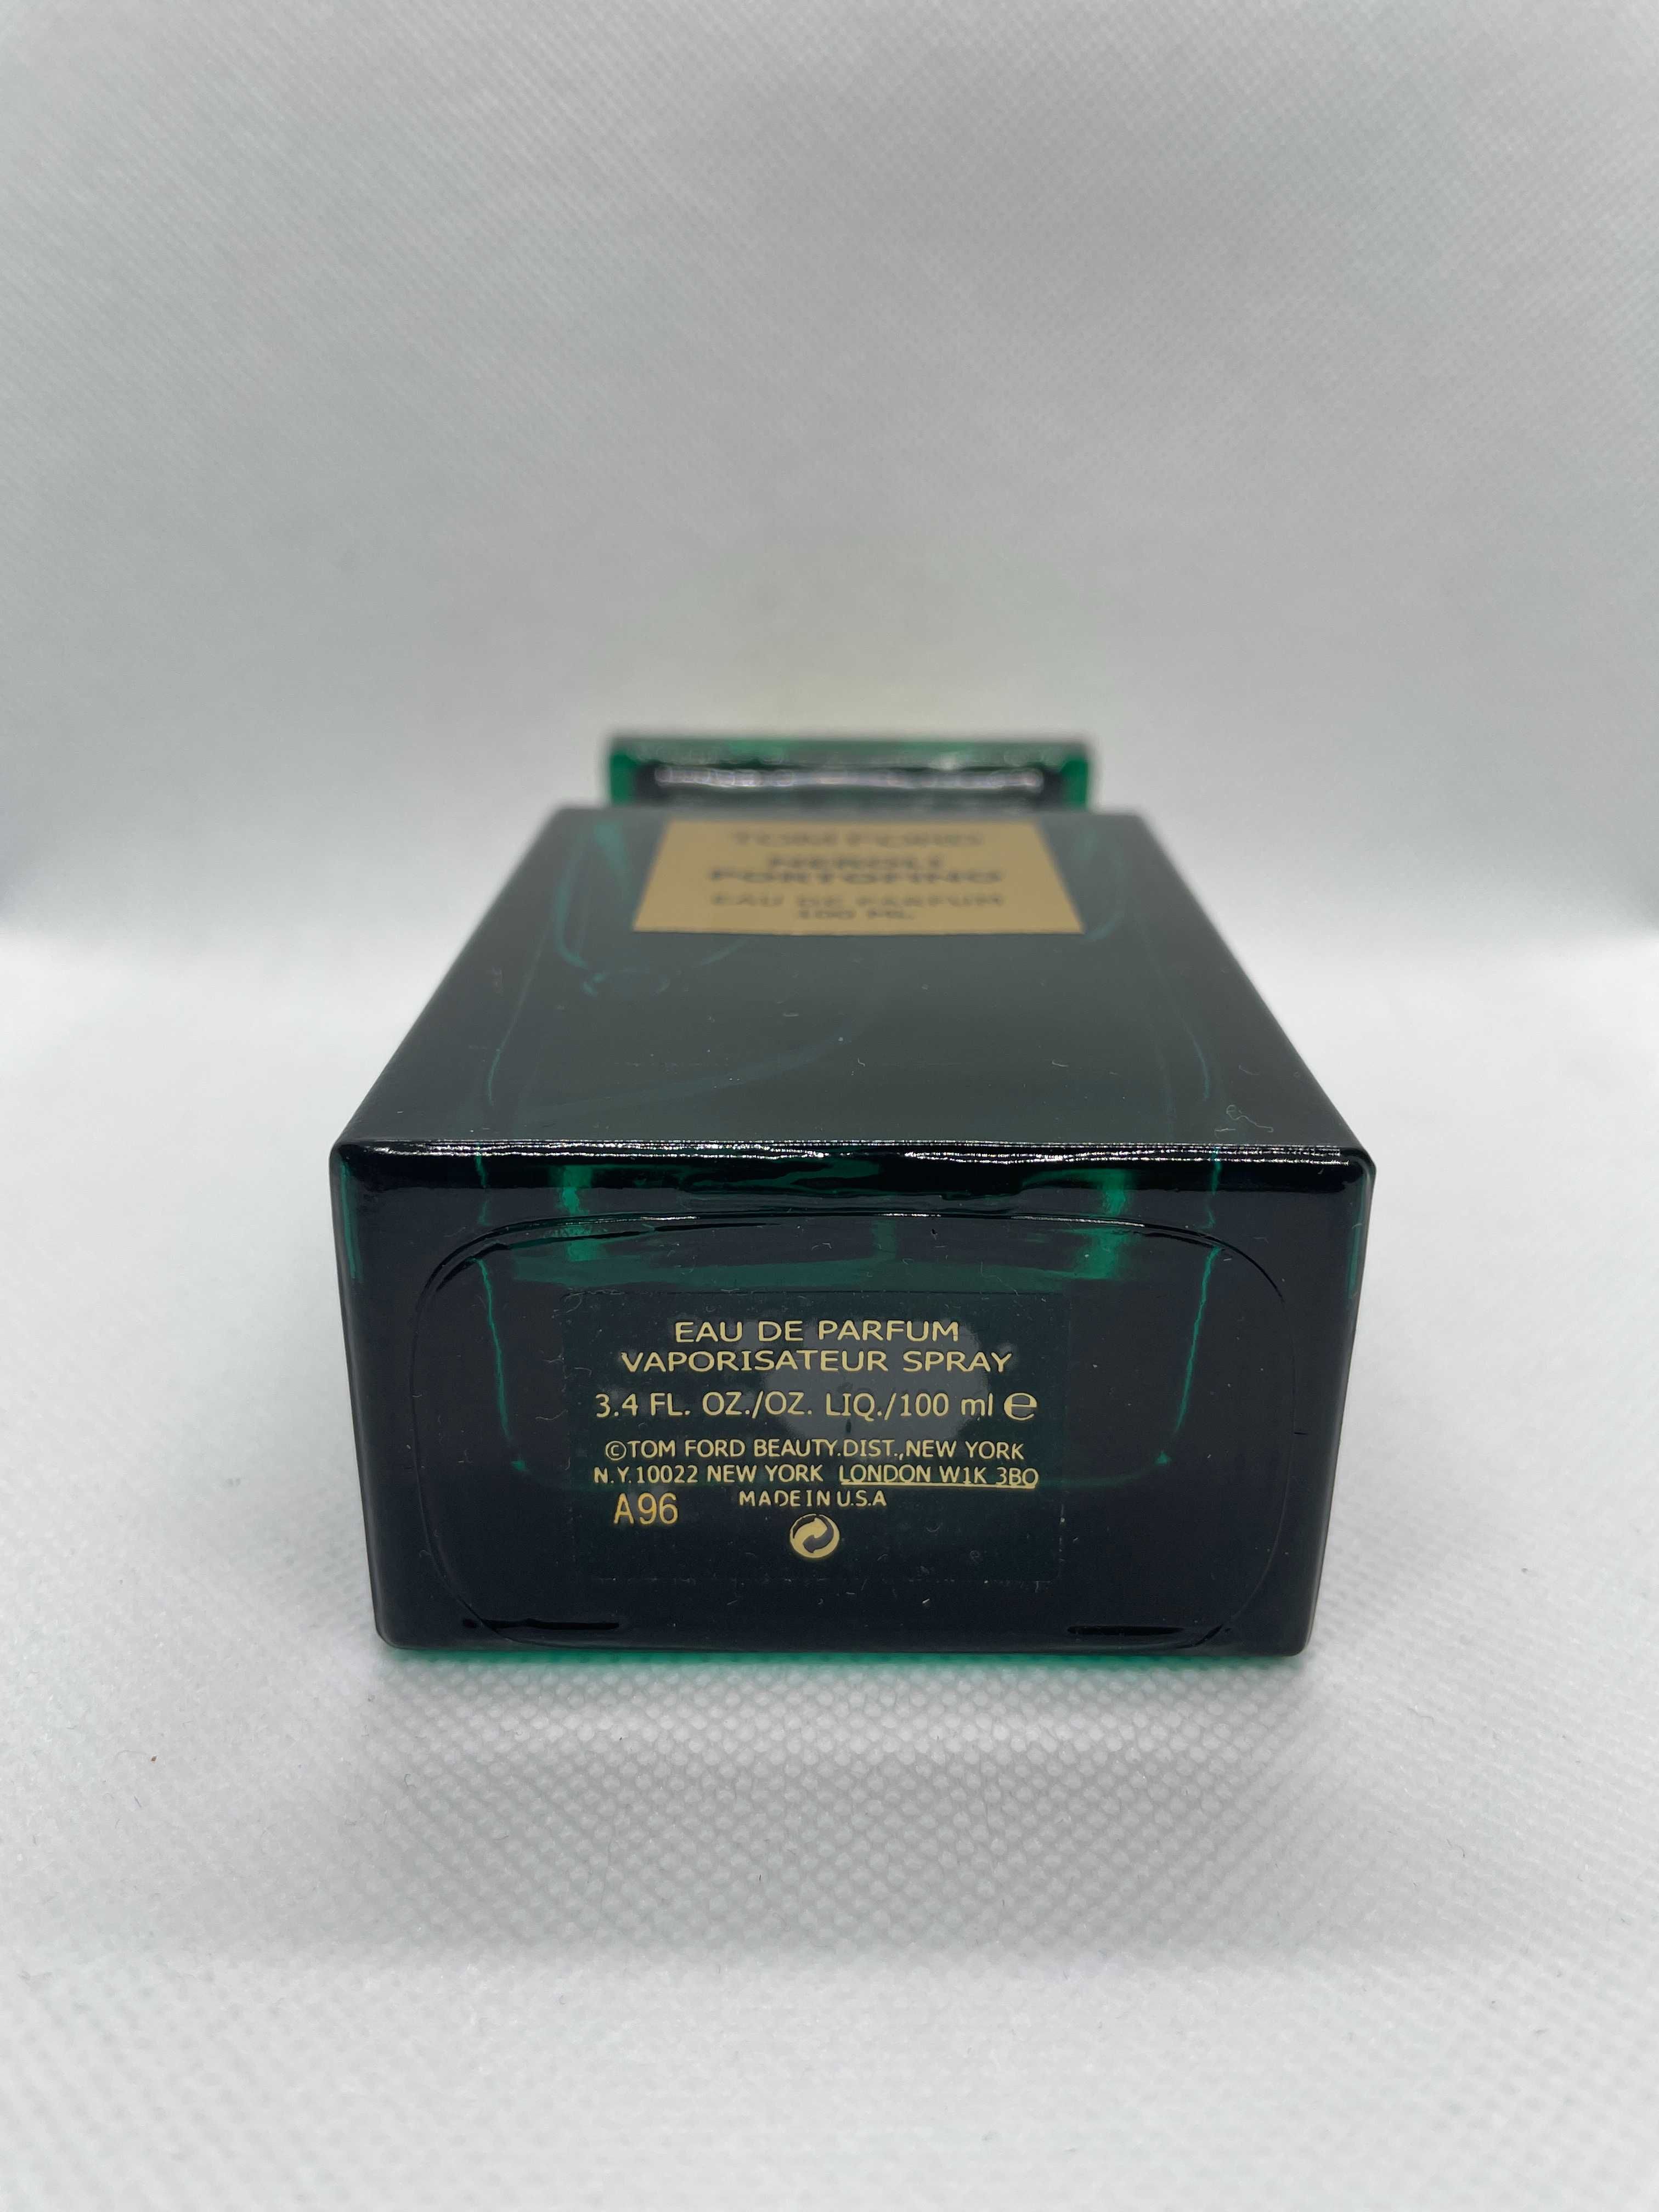 TOM FORD
NEROLI
PORTOFINO
EAU DE PARFUM
100 ML
EAU DE PARFUM
VAPORISATEUR SPRAY
3.4 FL. OZ./OZ. LIQ./100 ml ℮
©TOM FORD BEAUTY.DIST.,NEW YORK
N.Y.10022 NEW YORK LONDON W1K 3BO
A96 MADE IN U.S.A